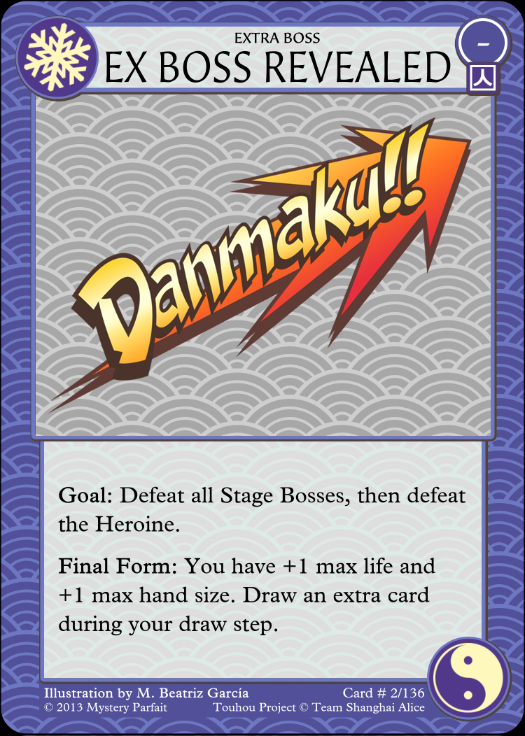 EXTRA BOSS
EX BOSS REVEALED
-
囚
Danmaku!!
Goal: Defeat all Stage Bosses, then defeat
the Heroine.
Final Form: You have +1 max life and
+1 max hand size. Draw an extra card
during your draw step.
Illustration by M. Beatriz García
Card # 2/136
© 2013 Mystery Parfait
Touhou Project © Team Shanghai Alice